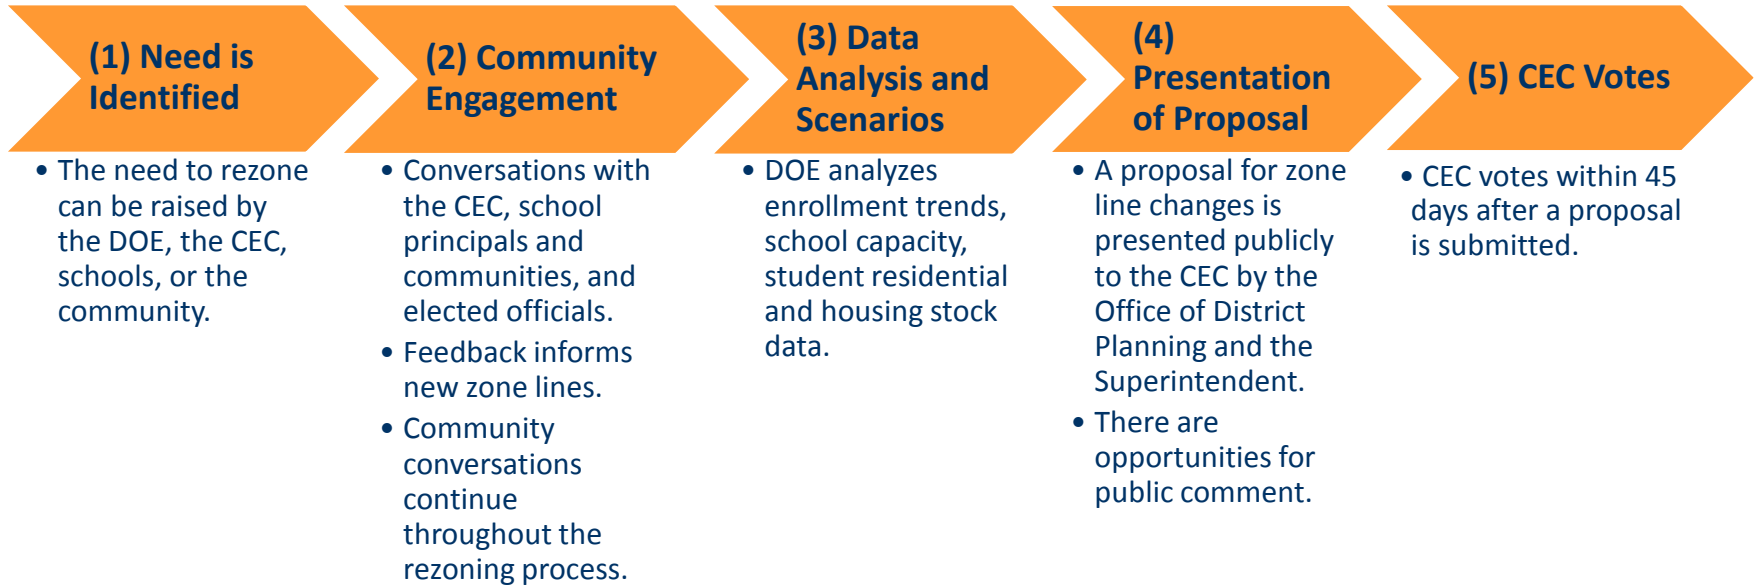 (1) Need is
Identified
• The need to rezone
can be raised by
the DOE, the CEC,
schools, or the
community.
(2) Community
Engagement
• Conversations with
the CEC, school
principals and
communities, and
elected officials.
• Feedback informs
new zone lines.
• Community
conversations
continue
throughout the
rezoning process.
(3) Data
Analysis and
Scenarios
• DOE analyzes
enrollment trends,
school capacity,
student residential
and housing stock
data.
(4)
Presentation
of Proposal
• A proposal for zone
line changes is
presented publicly
to the CEC by the
Office of District
Planning and the
Superintendent.
• There are
opportunities for
public comment.
(5) CEC Votes
• CEC votes within 45
days after a proposal
is submitted.